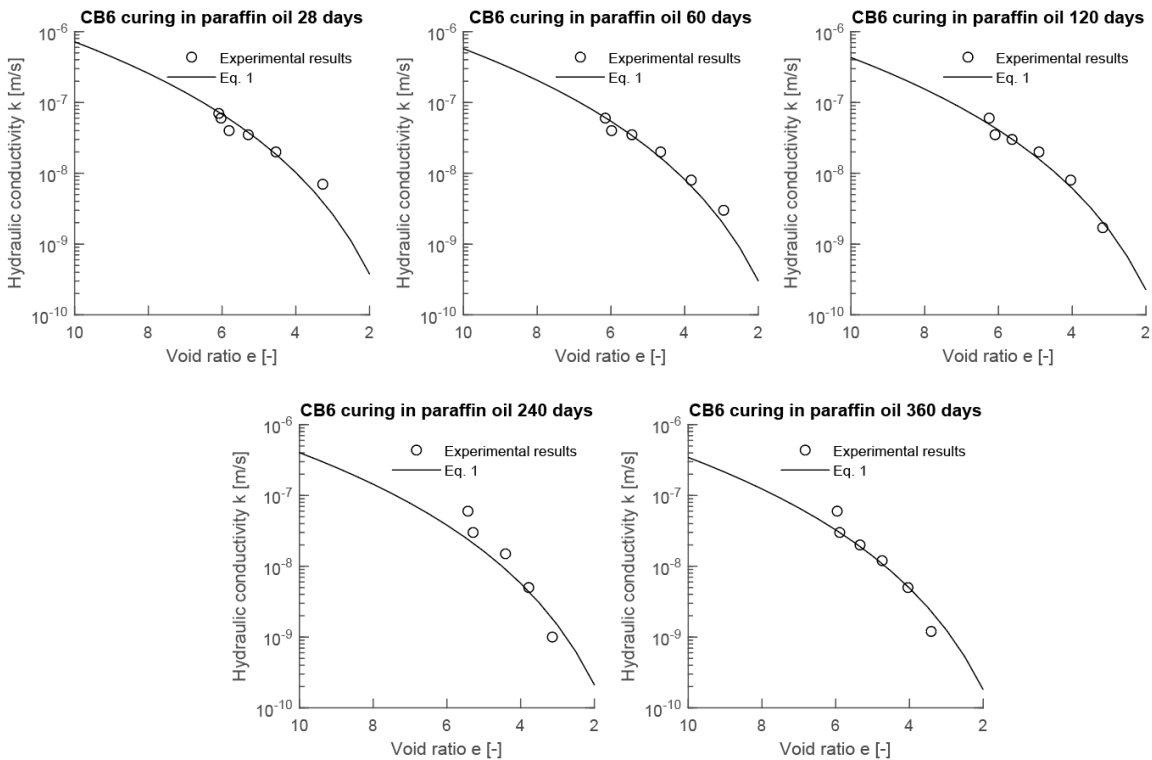 CB6 curing in paraffin oil 28 days
Hydraulic conductivity k [m/s]
10^-6
10^-7
10^-8
10^-9
10^-10
Experimental results
Eq. 1
10 8 6 4 2
Void ratio e [-]
CB6 curing in paraffin oil 60 days
Hydraulic conductivity k [m/s]
10^-6
10^-7
10^-8
10^-9
10^-10
Experimental results
Eq. 1
10 8 6 4 2
Void ratio e [-]
CB6 curing in paraffin oil 120 days
Hydraulic conductivity k [m/s]
10^-6
10^-7
10^-8
10^-9
10^-10
Experimental results
Eq. 1
10 8 6 4 2
Void ratio e [-]
CB6 curing in paraffin oil 240 days
Hydraulic conductivity k [m/s]
10^-6
10^-7
10^-8
10^-9
10^-10
Experimental results
Eq. 1
10 8 6 4 2
Void ratio e [-]
CB6 curing in paraffin oil 360 days
Hydraulic conductivity k [m/s]
10^-6
10^-7
10^-8
10^-9
10^-10
Experimental results
Eq. 1
10 8 6 4 2
Void ratio e [-]